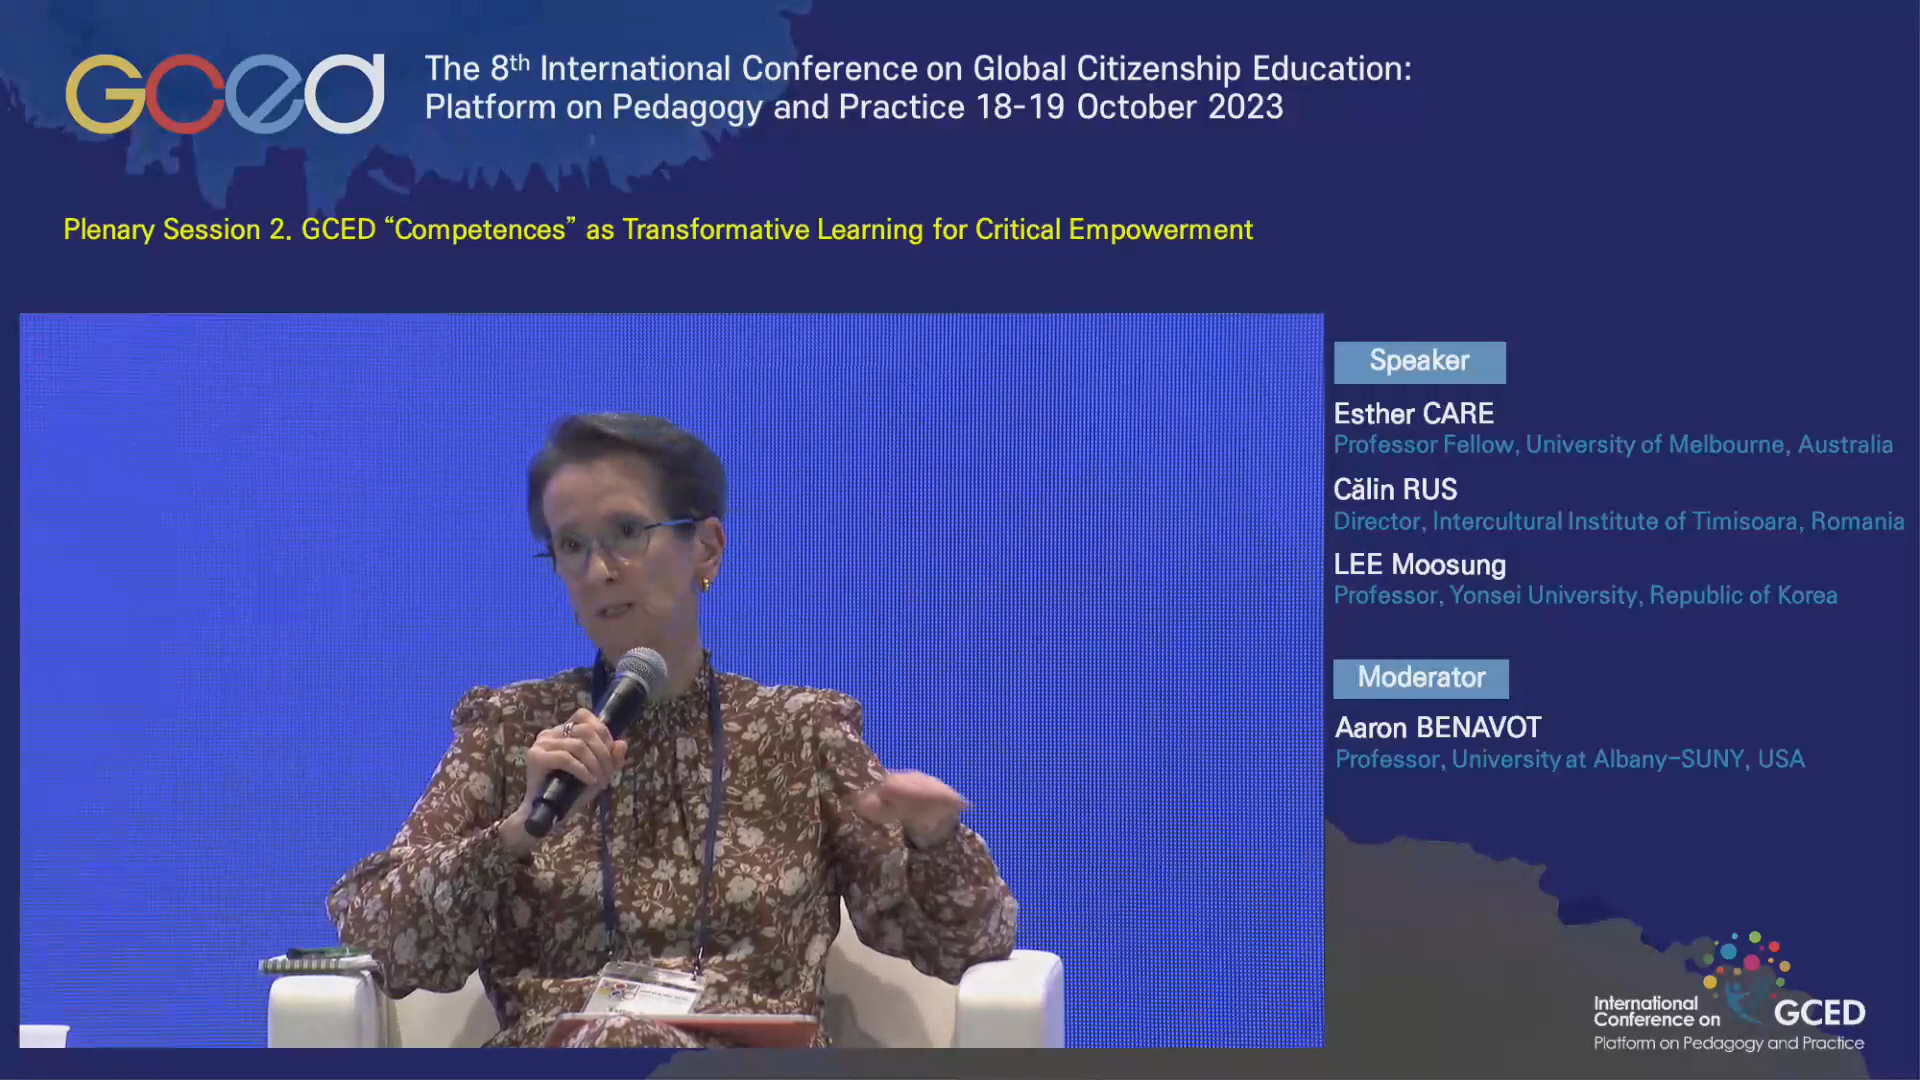 GCED
The 8th International Conference on Global Citizenship Education:
Platform on Pedagogy and Practice 18-19 October 2023
Plenary Session 2. GCED “Competences” as Transformative Learning for Critical Empowerment
Speaker
Esther CARE
Professor Fellow, University of Melbourne, Australia
Călin RUS
Director, Intercultural Institute of Timisoara, Romania
LEE Moosung
Professor, Yonsei University, Republic of Korea
Moderator
Aaron BENAVOT
Professor, University at Albany-SUNY, USA
International
Conference on GCED
Platform on Pedagogy and Practice